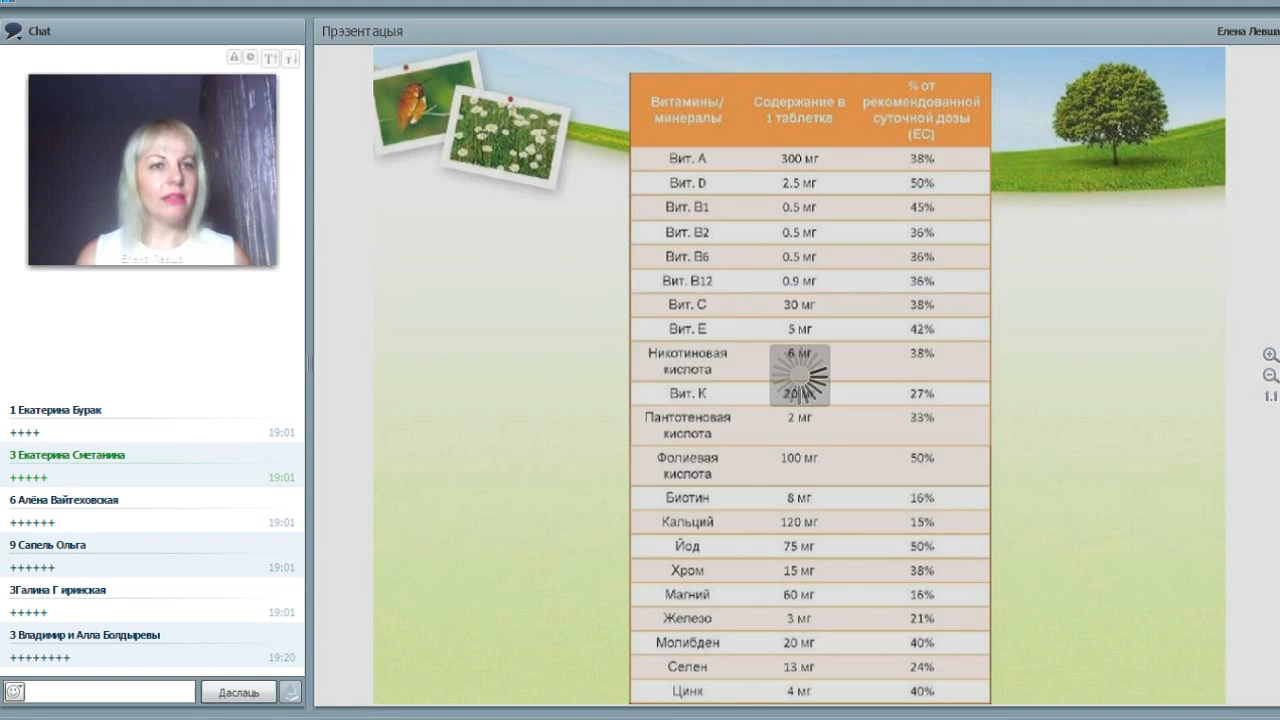 Chat
Прэзентацыя
Елена Левша
Елена Левша
1 Екатерина Бурак
++++ 19:01
3 Екатерина Сметанина
+++++ 19:01
6 Алёна Вайтеховская
++++++ 19:01
9 Сапель Ольга
++++++ 19:01
3Галина Г иринская
+++++ 19:01
3 Владимир и Алла Болдыревы
++++++++ 19:20
Даслаць
Витамины/ минералы Содержание в 1 таблетке % от рекомендованной суточной дозы (ЕС)
Вит. А 300 мг 38%
Вит. D 2.5 мг 50%
Вит. В1 0.5 мг 45%
Вит. В2 0.5 мг 36%
Вит. В6 0.5 мг 36%
Вит. В12 0.9 мг 36%
Вит. С 30 мг 38%
Вит. Е 5 мг 42%
Никотиновая кислота 6 мг 38%
Вит. К 27%
Пантотеновая кислота 2 мг 33%
Фолиевая кислота 100 мг 50%
Биотин 8 мг 16%
Кальций 120 мг 15%
Йод 75 мг 50%
Хром 15 мг 38%
Магний 60 мг 16%
Железо 3 мг 21%
Молибден 20 мг 40%
Селен 13 мг 24%
Цинк 4 мг 40%
1.1